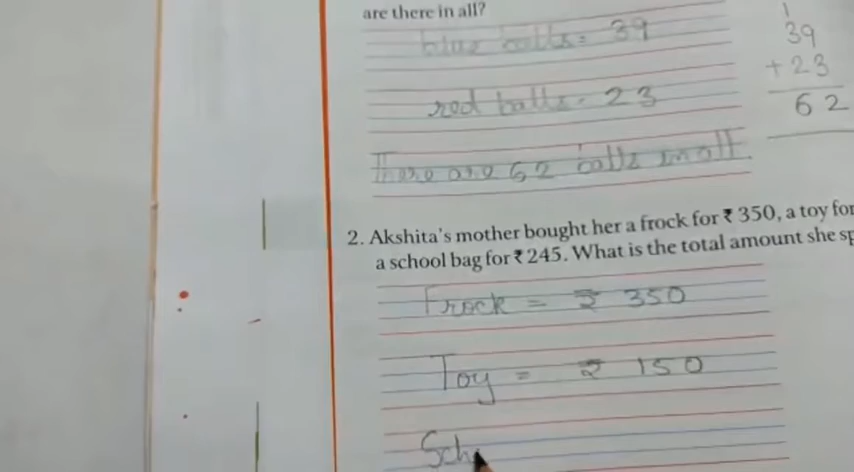 are there in all?
blue balls = 39
1
39
+ 23
62
red balls = 23
There are 62 balls in all.
2. Akshita's mother bought her a frock for ₹ 350, a toy for
a school bag for ₹ 245. What is the total amount she sp
Frock = ₹ 350
Toy = ₹ 150
Sch